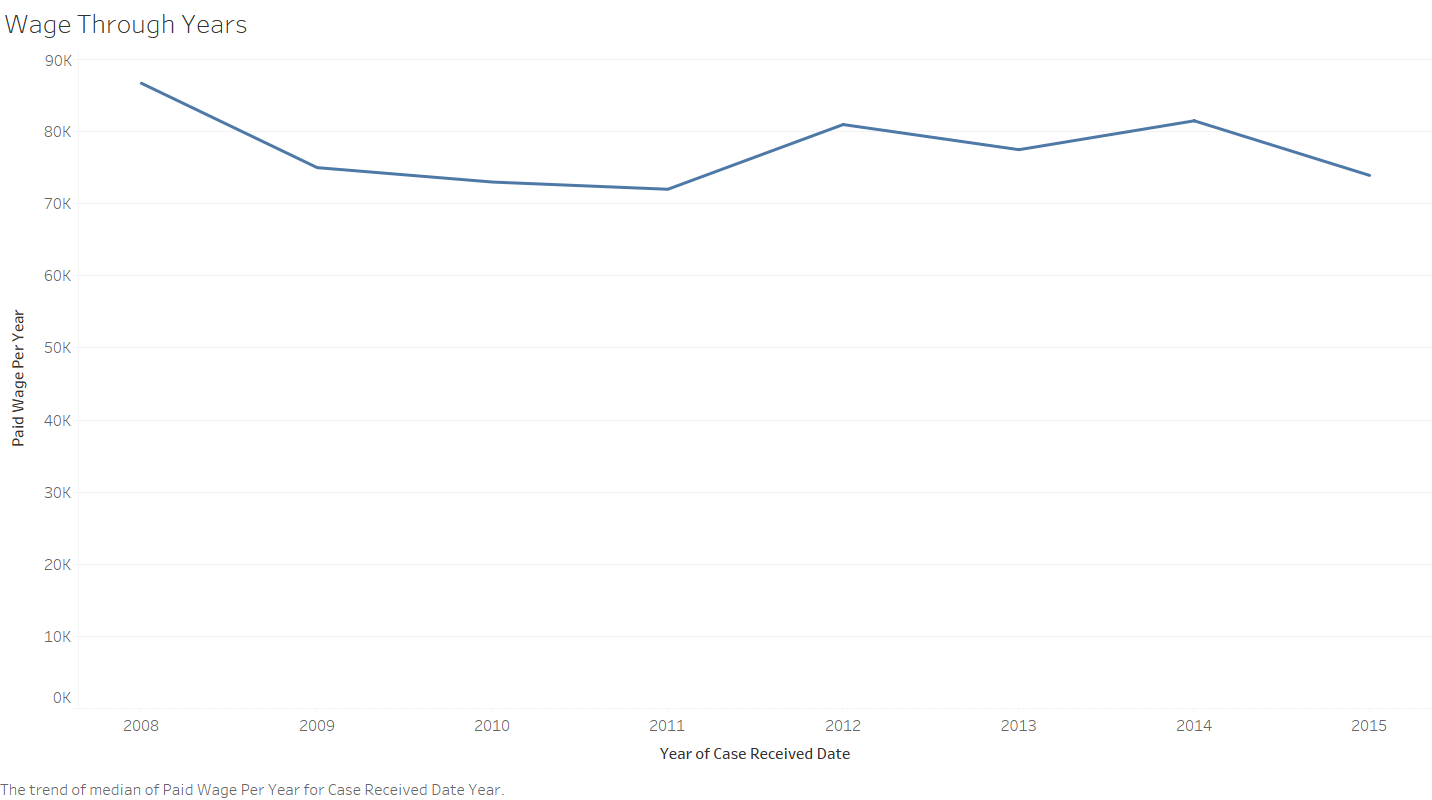 Wage Through Years
90K
80K
70K
60K
50K
40K
30K
20K
10K
0K
Paid Wage Per Year
2008 2009 2010 2011 2012 2013 2014 2015
Year of Case Received Date
The trend of median of Paid Wage Per Year for Case Received Date Year.